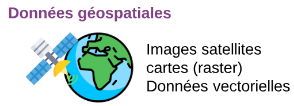 Données géospatiales
Images satellites
cartes (raster)
Données vectorielles